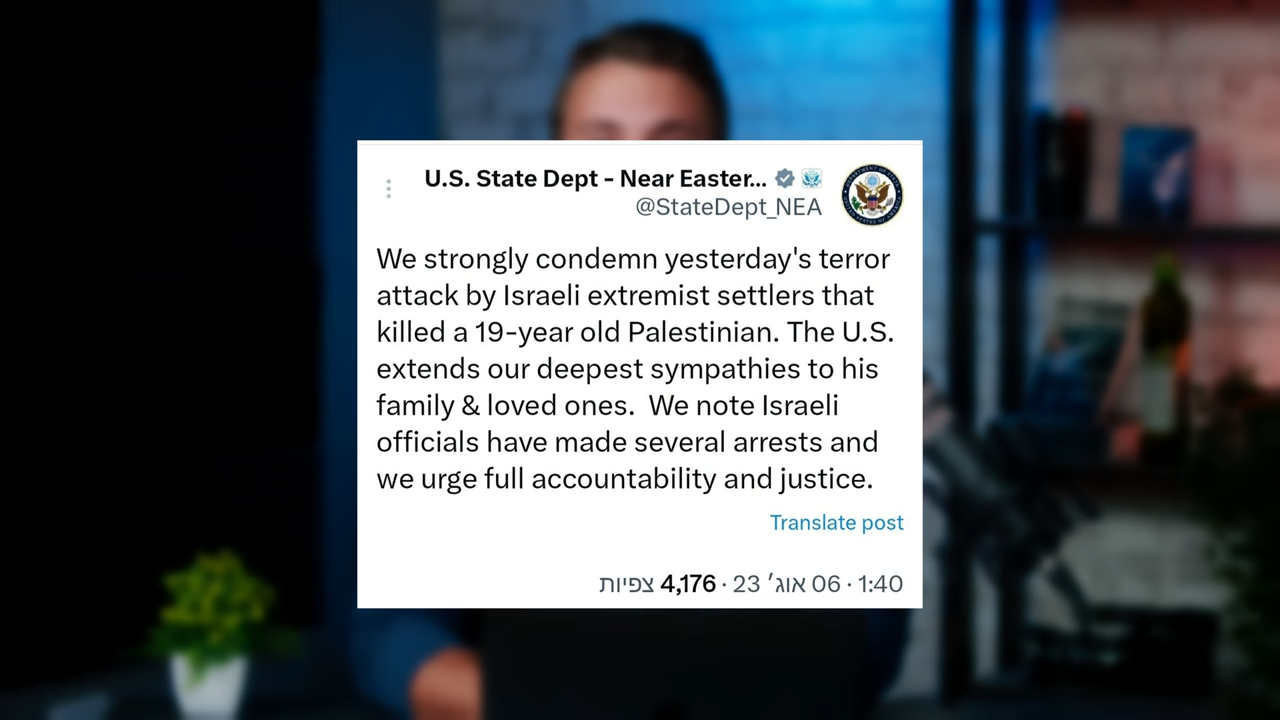 U.S. State Dept - Near Easter...
@StateDept_NEA
We strongly condemn yesterday's terror
attack by Israeli extremist settlers that
killed a 19-year old Palestinian. The U.S.
extends our deepest sympathies to his
family & loved ones.  We note Israeli
officials have made several arrests and
we urge full accountability and justice.
Translate post
1:40 · 06 אוג׳ 23 · 4,176 צפיות